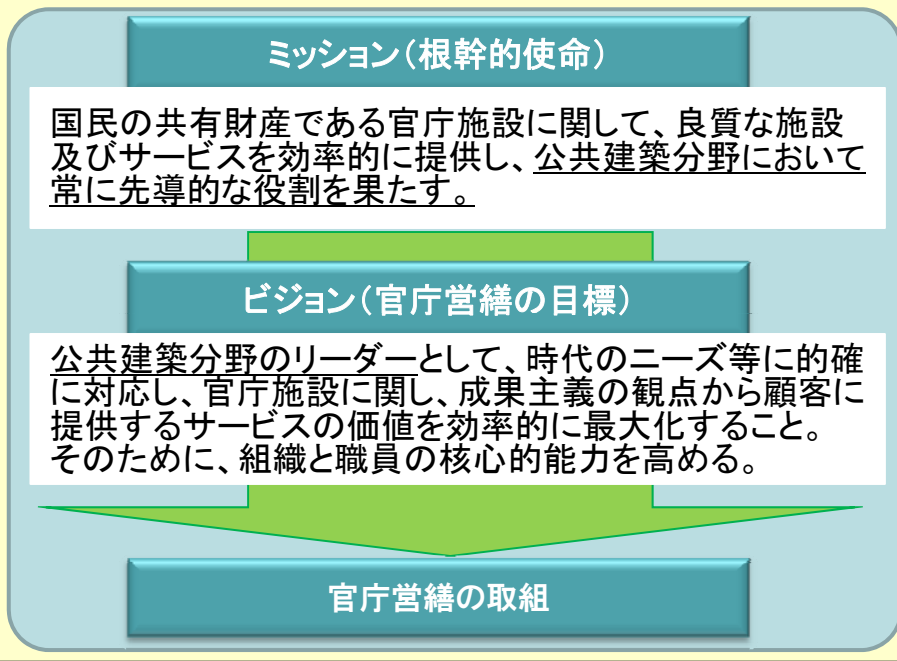 ミッション(根幹的使命)
国民の共有財産である官庁施設に関して、良質な施設
及びサービスを効率的に提供し、公共建築分野において
常に先導的な役割を果たす。
ビジョン(官庁営繕の目標)
公共建築分野のリーダーとして、時代のニーズ等に的確
に対応し、官庁施設に関し、成果主義の観点から顧客に
提供するサービスの価値を効率的に最大化すること。
そのために、組織と職員の核心的能力を高める。
官庁営繕の取組